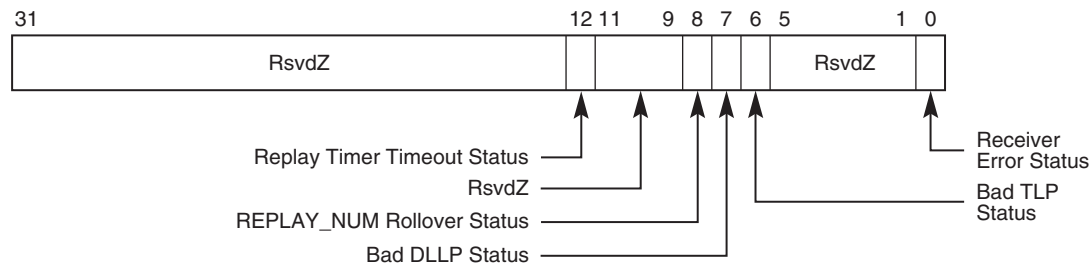 31 12 11 9 8 7 6 5 1 0
RsvdZ RsvdZ
Replay Timer Timeout Status
RsvdZ
REPLAY_NUM Rollover Status
Bad DLLP Status
Receiver
Error Status
Bad TLP
Status